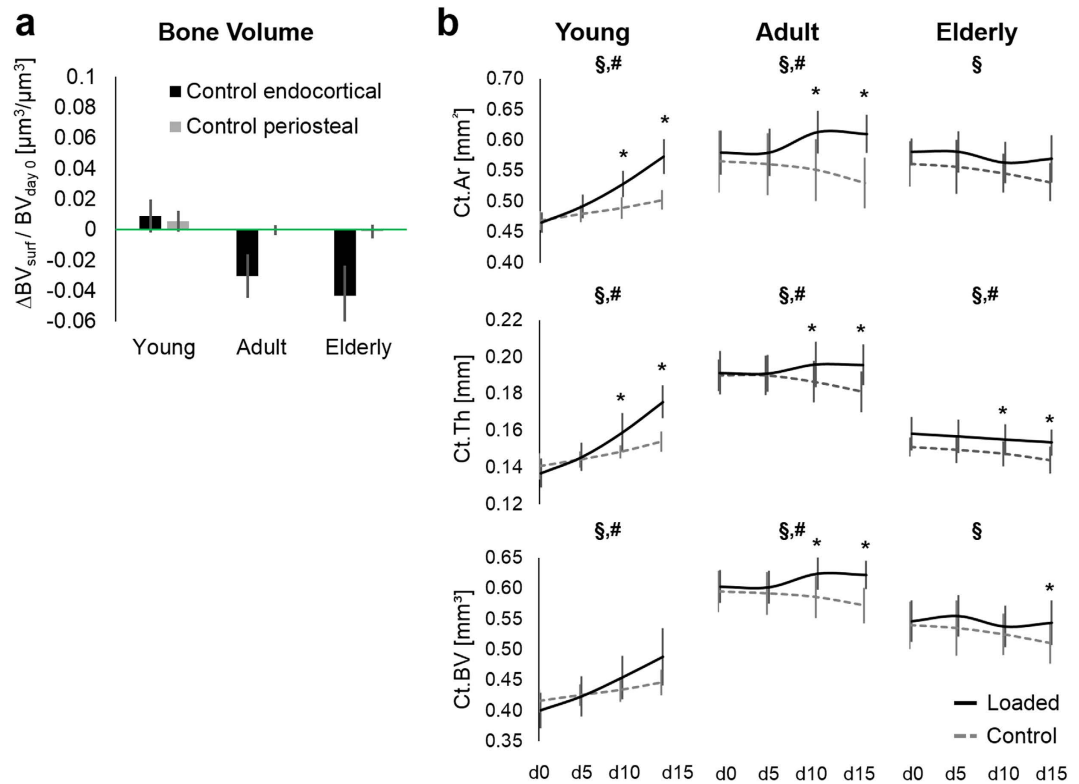 a
Bone Volume
ΔBVsurf / BVday 0 [µm³/µm³]
0.1
0.08
0.06
0.04
0.02
0
-0.02
-0.04
-0.06
Control endocortical
Control periosteal
Young Adult Elderly
b
Young Adult Elderly
§,# §,# §
Ct.Ar [mm²]
0.70
0.60
0.55
0.50
0.45
0.40
* * * *
§,# §,# §,#
Ct.Th [mm]
0.22
0.20
0.18
0.16
0.14
0.12
* * * * * *
§,# §,# §
Ct.BV [mm³]
0.65
0.60
0.55
0.50
0.45
0.40
0.35
* * *
Loaded
Control
d0 d5 d10 d15 d0 d5 d10 d15 d0 d5 d10 d15